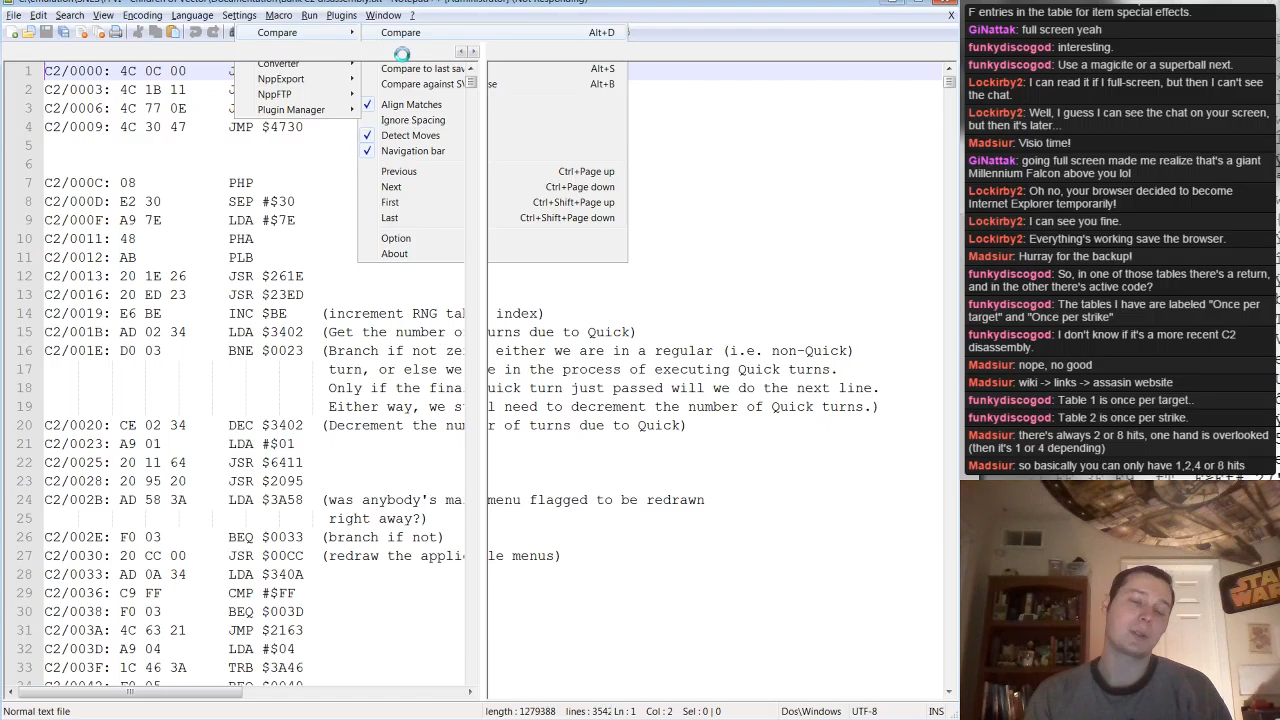 File Edit Search View Encoding Language Settings Macro Run Plugins Window ? X
Compare
Converter
NppExport
NppFTP
Plugin Manager
Compare Alt+D
Compare to last sav Alt+S
Compare against SV se Alt+B
Align Matches
Ignore Spacing
Detect Moves
Navigation bar
Previous Ctrl+Page up
Next Ctrl+Page down
First Ctrl+Shift+Page up
Last Ctrl+Shift+Page down
Option
About
1 C2/0000: 4C 0C 00 J
2 C2/0003: 4C 1B 11
3 C2/0006: 4C 77 0E
4 C2/0009: 4C 30 47 JMP $4730
5
6
7 C2/000C: 08 PHP
8 C2/000D: E2 30 SEP #$30
9 C2/000F: A9 7E LDA #$7E
10 C2/0011: 48 PHA
11 C2/0012: AB PLB
12 C2/0013: 20 1E 26 JSR $261E
13 C2/0016: 20 ED 23 JSR $23ED
14 C2/0019: E6 BE INC $BE (increment RNG ta index)
15 C2/001B: AD 02 34 LDA $3402 (Get the number o urns due to Quick)
16 C2/001E: D0 03 BNE (Branch if not ze either we are in a regular (i.e. non-Quick)
17 turn, or else we e in the process of executing Quick turns.
18 Only if the fina uick turn just passed will we do the next line.
19 Either way, we s l need to decrement the number of Quick turns.)
20 C2/0020: CE 02 34 DEC $3402 (Decrement the nu of turns due to Quick)
21 C2/0023: A9 01 LDA #$01
22 C2/0025: 20 11 64 JSR $6411
23 C2/0028: 20 95 20 JSR $2095
24 C2/002B: AD 58 3A LDA $3A58 (was anybody's ma menu flagged to be redrawn
25 right away?)
26 C2/002E: F0 03 BEQ $0033 (branch if not)
27 C2/0030: 20 CC 00 JSR $00CC (redraw the appli le menus)
28 C2/0033: AD 0A 34 LDA $340A
29 C2/0036: C9 FF CMP #$FF
30 C2/0038: F0 03 BEQ $003D
31 C2/003A: 4C 63 21 JMP $2163
32 C2/003D: A9 04 LDA #$04
33 C2/003F: 1C 46 3A TRB $3A46
Normal text file length : 1279388 lines : 3542 Ln : 1 Col : 2 Sel : 0 | 0 Dos\Windows UTF-8 INS
F entries in the table for item special effects.
GiNattak: full screen yeah
funkydiscogod: interesting.
funkydiscogod: Use a magicite or a superball next.
Lockirby2: I can read it if I full-screen, but then I can't see
the chat.
Lockirby2: Well, I guess I can see the chat on your screen,
but then it's later...
Madsiur: Visio time!
GiNattak: going full screen made me realize that's a giant
Millennium Falcon above you lol
Lockirby2: Oh no, your browser decided to become
Internet Explorer temporarily!
Lockirby2: I can see you fine.
Lockirby2: Everything's working save the browser.
Madsiur: Hurray for the backup!
funkydiscogod: So, in one of those tables there's a return,
and in the other there's active code?
funkydiscogod: The tables I have are labeled "Once per
target" and "Once per strike"
funkydiscogod: I don't know if it's a more recent C2
disassembly.
Madsiur: nope, no good
Madsiur: wiki -> links -> assasin website
funkydiscogod: Table 1 is once per target..
funkydiscogod: Table 2 is once per strike.
Madsiur: there's always 2 or 8 hits, one hand is overlooked
(then it's 1 or 4 depending)
Madsiur: so basically you can only have 1,2,4 or 8 hits
STAR
WARS